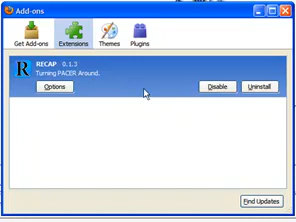 Add-ons
Get Add-ons Extensions Themes Plugins
R RECAP 0.1.3
Turning PACER Around.
Options Disable Uninstall
Find Updates